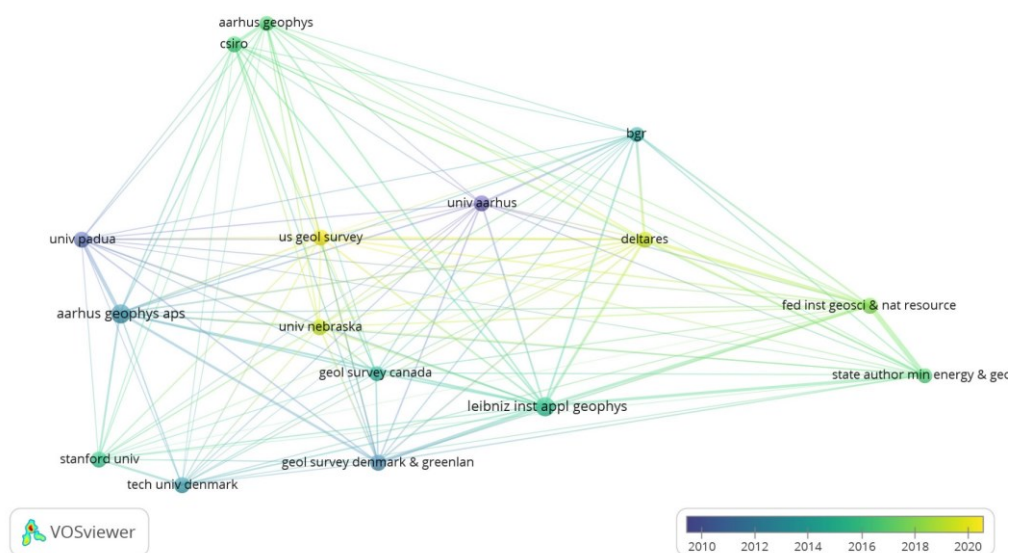 aarhus geophys
csiro
bgr
univ aarhus
univ padua
us geol survey
deltares
fed inst geosci & nat resource
aarhus geophys aps
univ nebraska
geol survey canada
state author min energy & geo
leibniz inst appl geophys
stanford univ
geol survey denmark & greenlan
tech univ denmark
VOSviewer
2010 2012 2014 2016 2018 2020